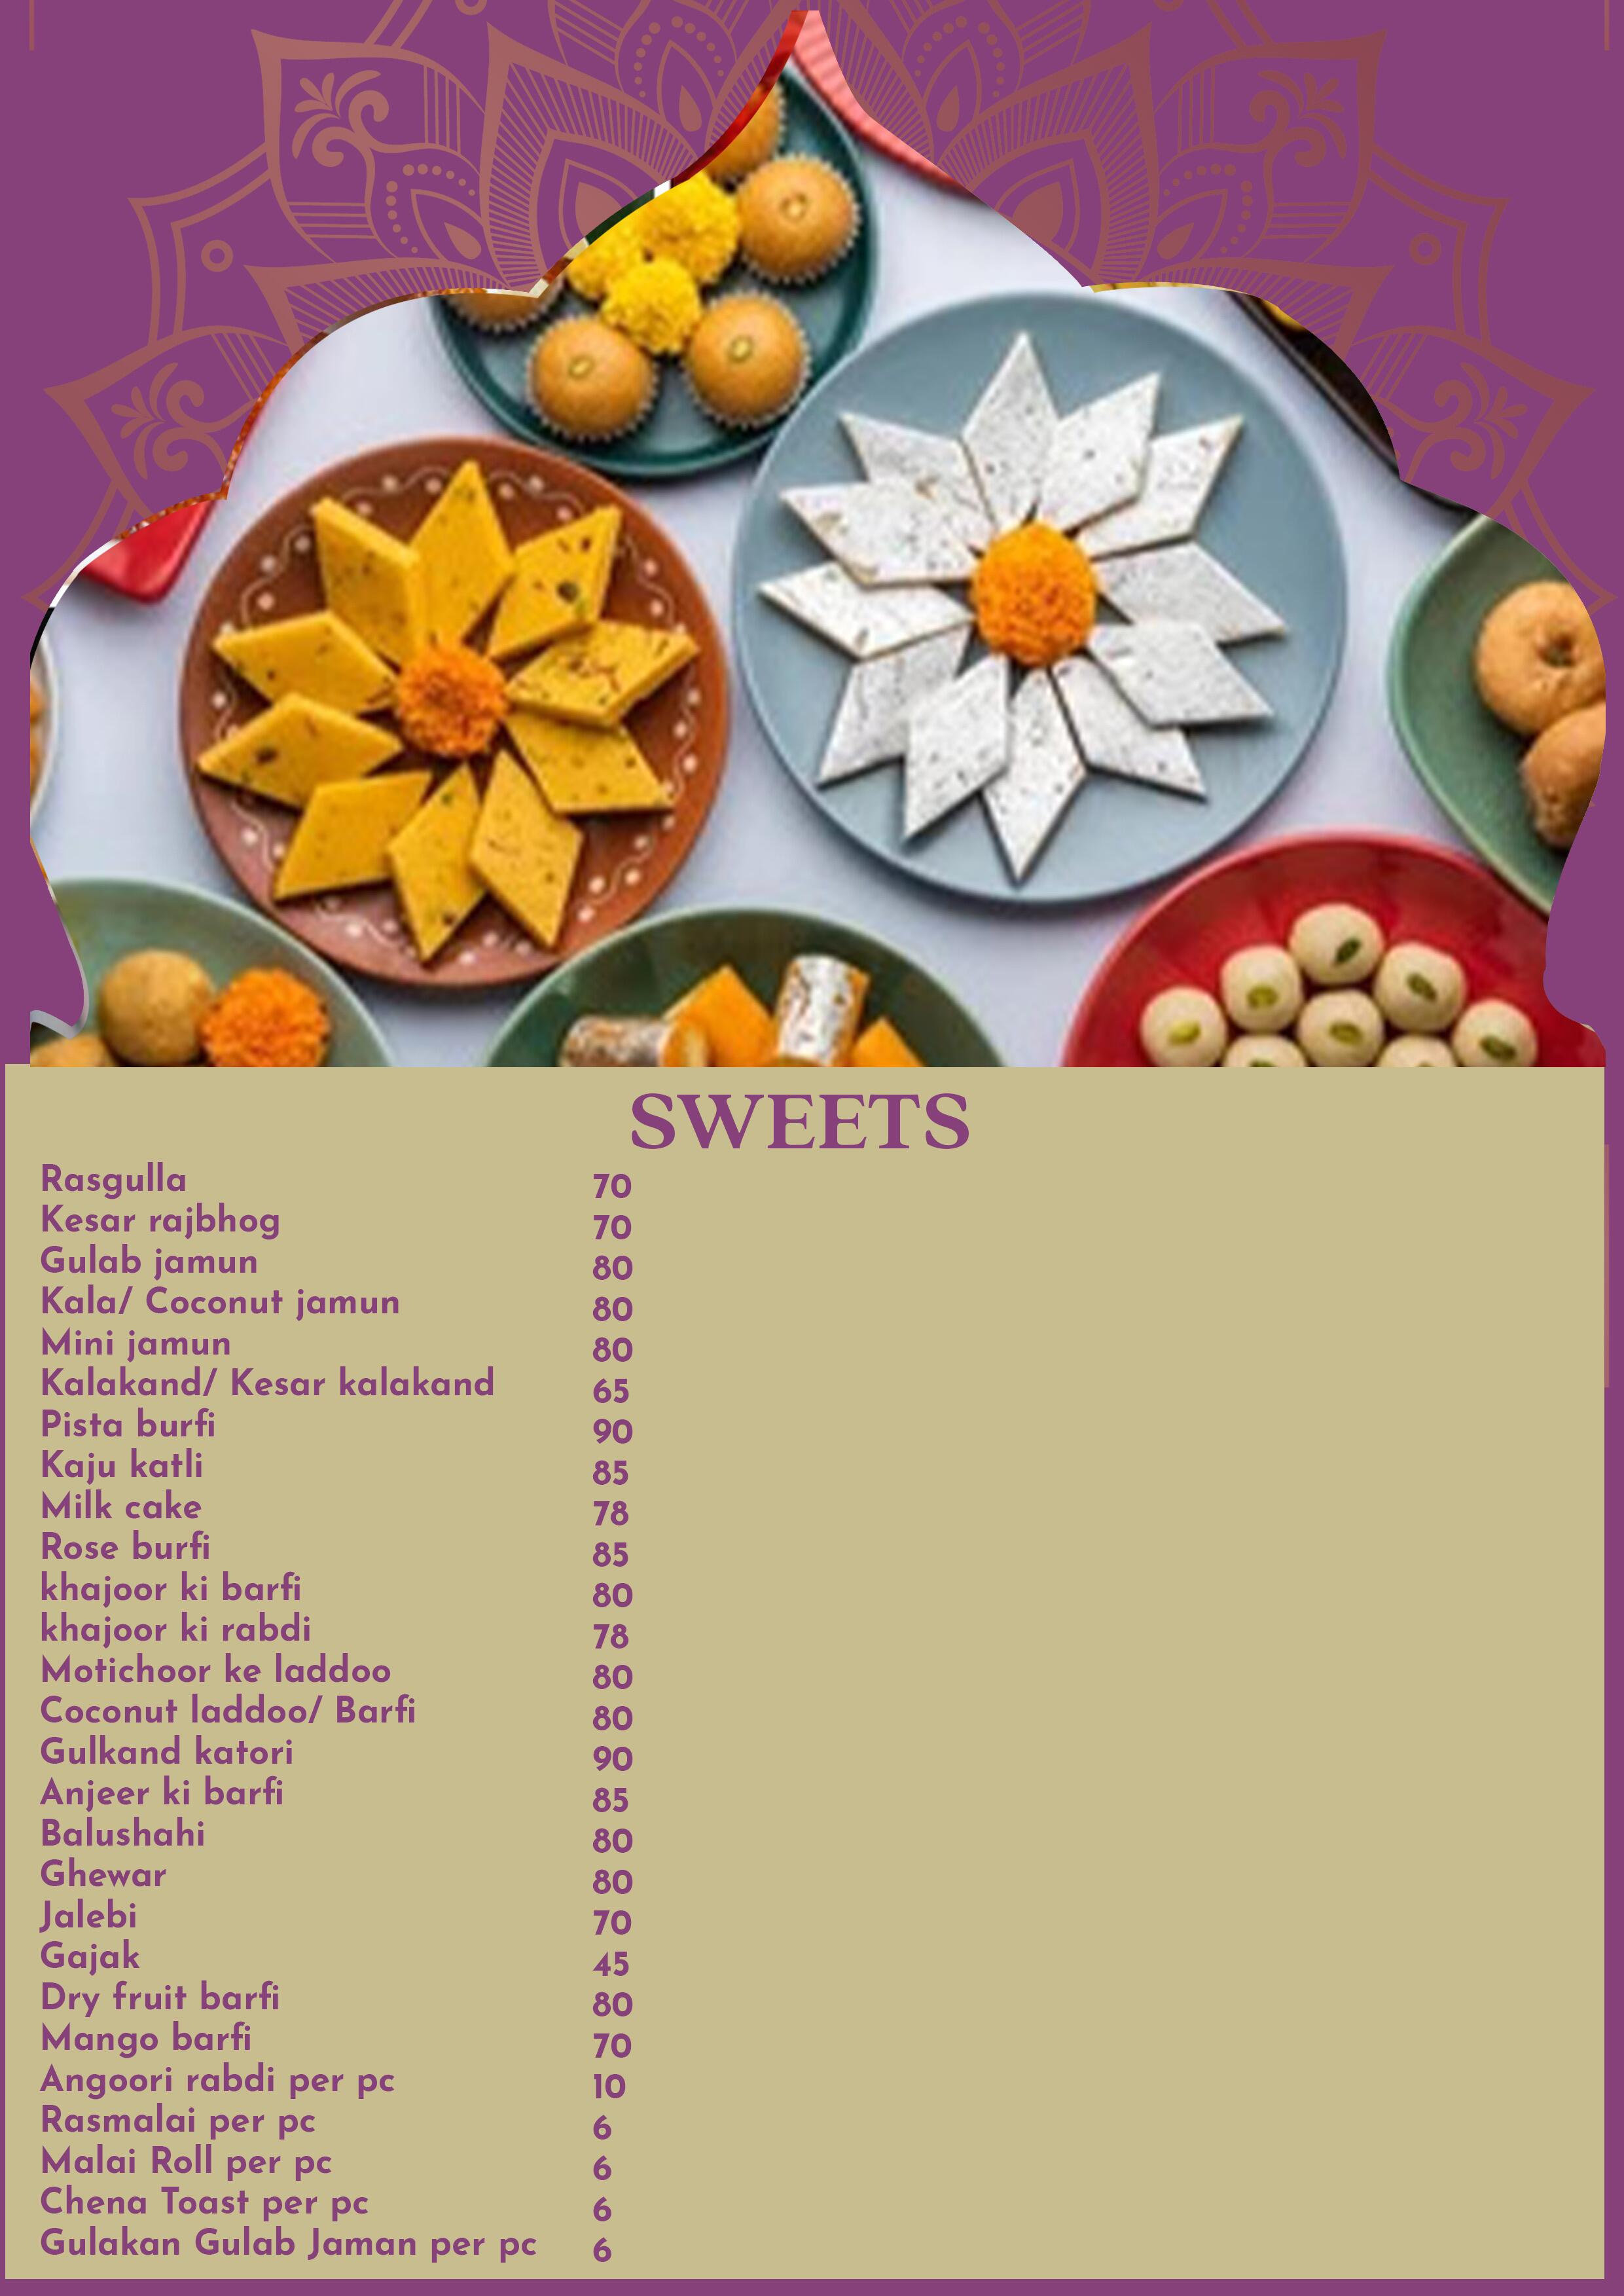 SWEETS
Rasgulla 70
Kesar rajbhog 70
Gulab jamun 80
Kala/ Coconut jamun 80
Mini jamun 80
Kalakand/ Kesar kalakand 65
Pista burfi 90
Kaju katli 85
Milk cake 78
Rose burfi 85
khajoor ki barfi 80
khajoor ki rabdi 78
Motichoor ke laddoo 80
Coconut laddoo/ Barfi 80
Gulkand katori 90
Anjeer ki barfi 85
Balushahi 80
Ghewar 80
Jalebi 70
Gajak 45
Dry fruit barfi 80
Mango barfi 70
Angoori rabdi per pc 10
Rasmalai per pc 6
Malai Roll per pc 6
Chena Toast per pc 6
Gulakan Gulab Jaman per pc 6